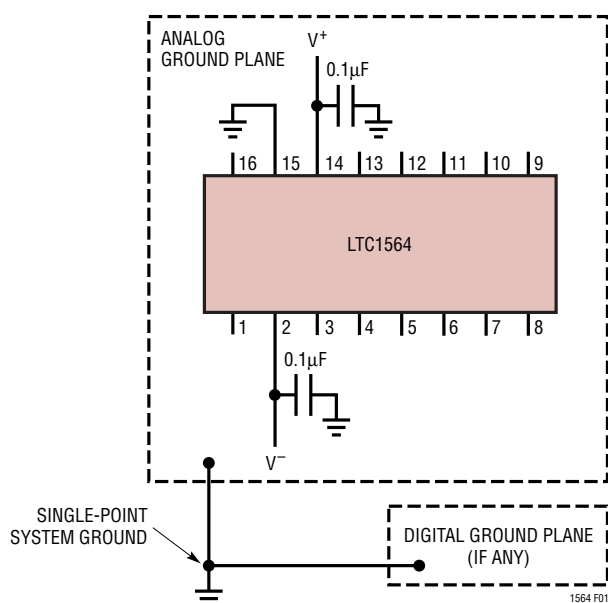 ANALOG
GROUND PLANE
V+
0.1µF
16 15 14 13 12 11 10 9
LTC1564
1 2 3 4 5 6 7 8
0.1µF
V–
SINGLE-POINT
SYSTEM GROUND
DIGITAL GROUND PLANE
(IF ANY)
1564 F01